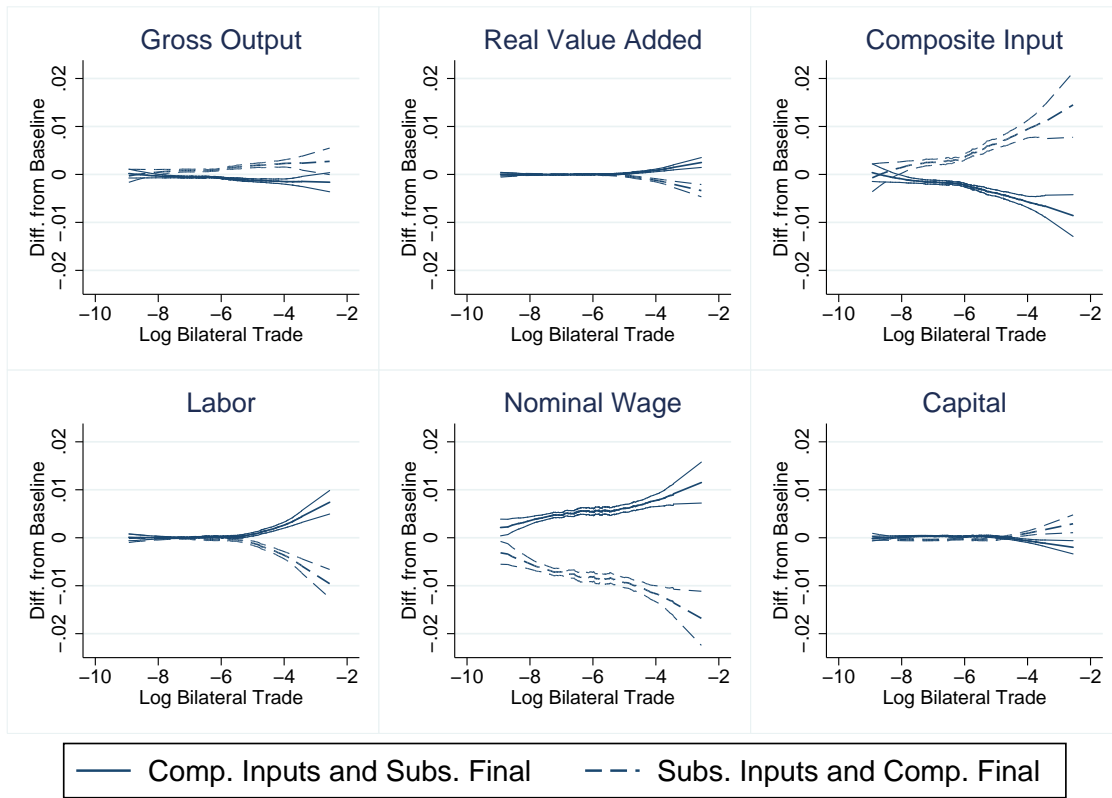 Gross Output
Real Value Added
Composite Input
Diff. from Baseline
.02
.01
0
−.01
−.02
−10 −8 −6 −4 −2
Log Bilateral Trade
Diff. from Baseline
.02
.01
0
−.01
−.02
−10 −8 −6 −4 −2
Log Bilateral Trade
Diff. from Baseline
.02
.01
0
−.01
−.02
−10 −8 −6 −4 −2
Log Bilateral Trade
Labor
Nominal Wage
Capital
Diff. from Baseline
.02
.01
0
−.01
−.02
−10 −8 −6 −4 −2
Log Bilateral Trade
Diff. from Baseline
.02
.01
0
−.01
−.02
−10 −8 −6 −4 −2
Log Bilateral Trade
Diff. from Baseline
.02
.01
0
−.01
−.02
−10 −8 −6 −4 −2
Log Bilateral Trade
Comp. Inputs and Subs. Final
Subs. Inputs and Comp. Final